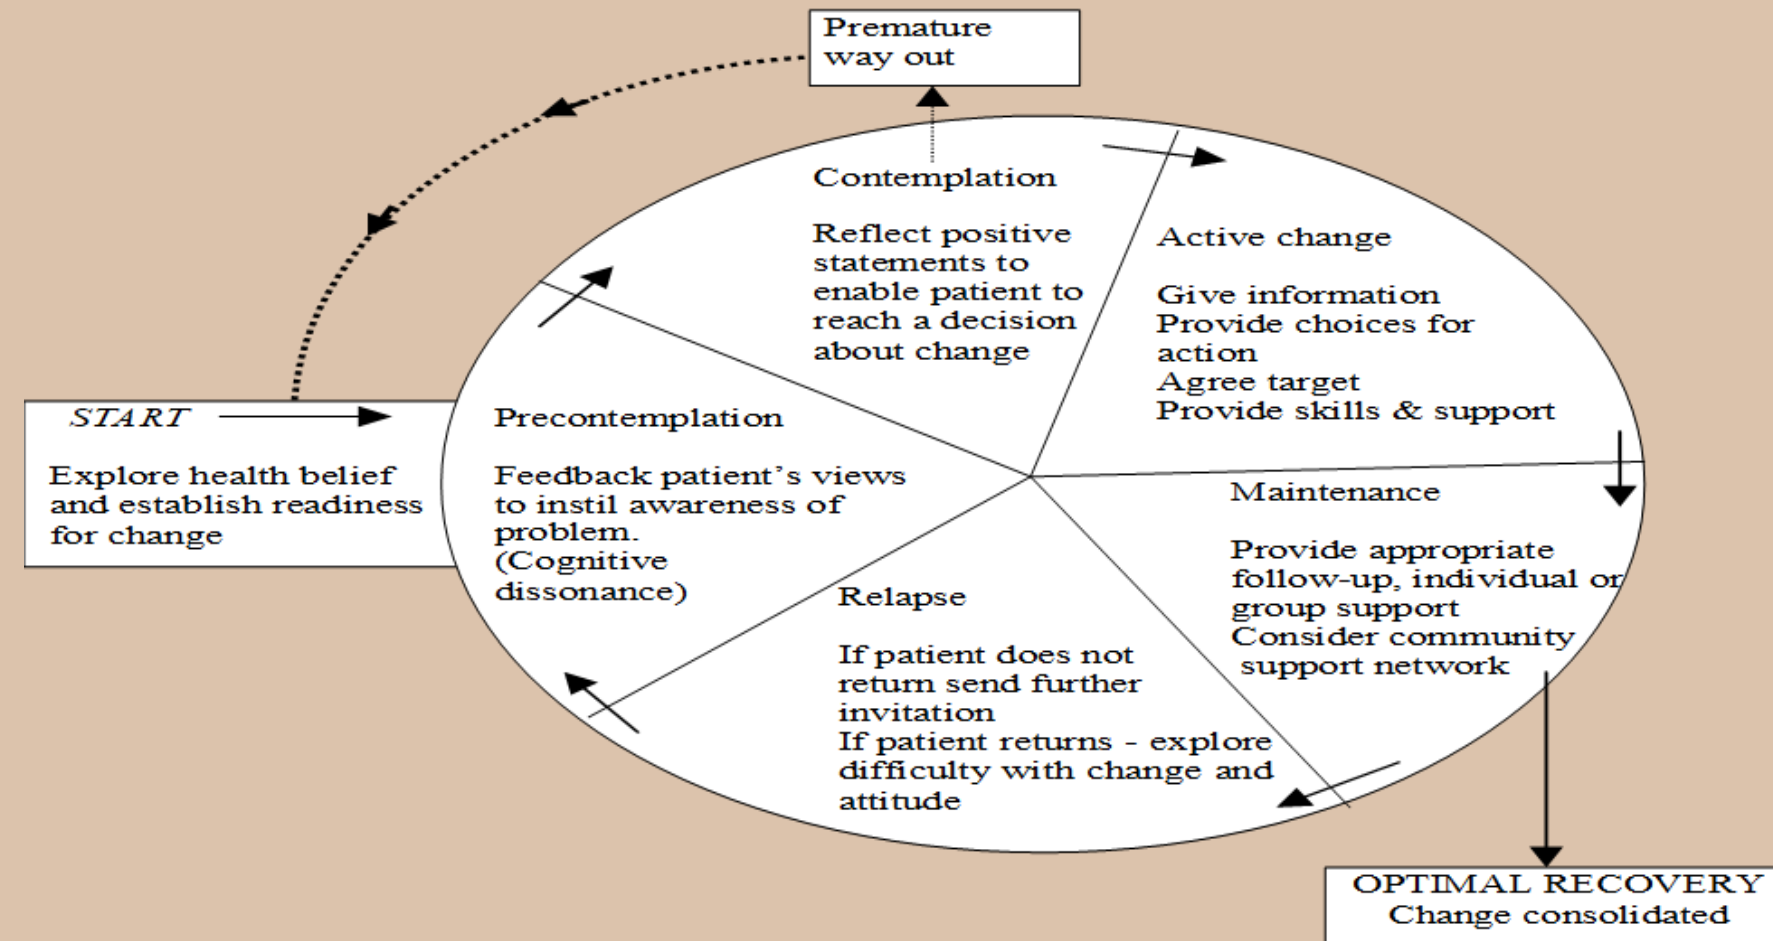 Premature
way out
Contemplation
Reflect positive
statements to
enable patient to
reach a decision
about change
Active change
Give information
Provide choices for
action
Agree target
Provide skills & support
START
Explore health belief
and establish readiness
for change
Precontemplation
Feedback patient’s views
to instil awareness of
problem.
(Cognitive
dissonance)
Maintenance
Provide appropriate
follow-up, individual or
group support
Consider community
support network
Relapse
If patient does not
return send further
invitation
If patient returns - explore
difficulty with change and
attitude
OPTIMAL RECOVERY
Change consolidated